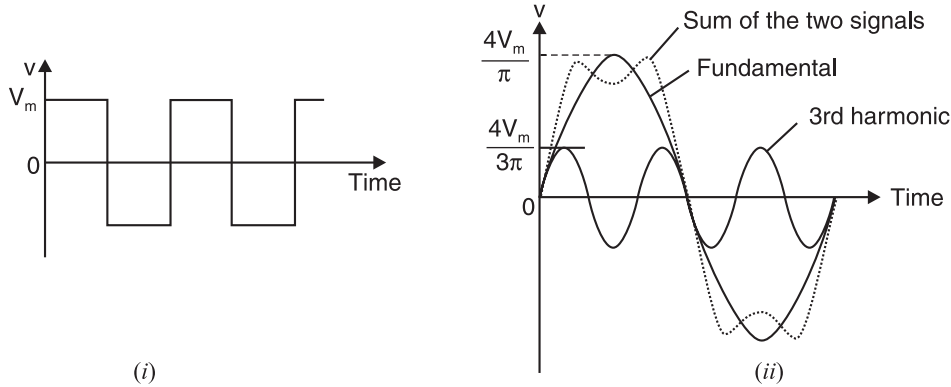 v
V_m
0
Time
(i)
v
Sum of the two signals
4V_m
π
Fundamental
3rd harmonic
4V_m
3π
0
Time
(ii)